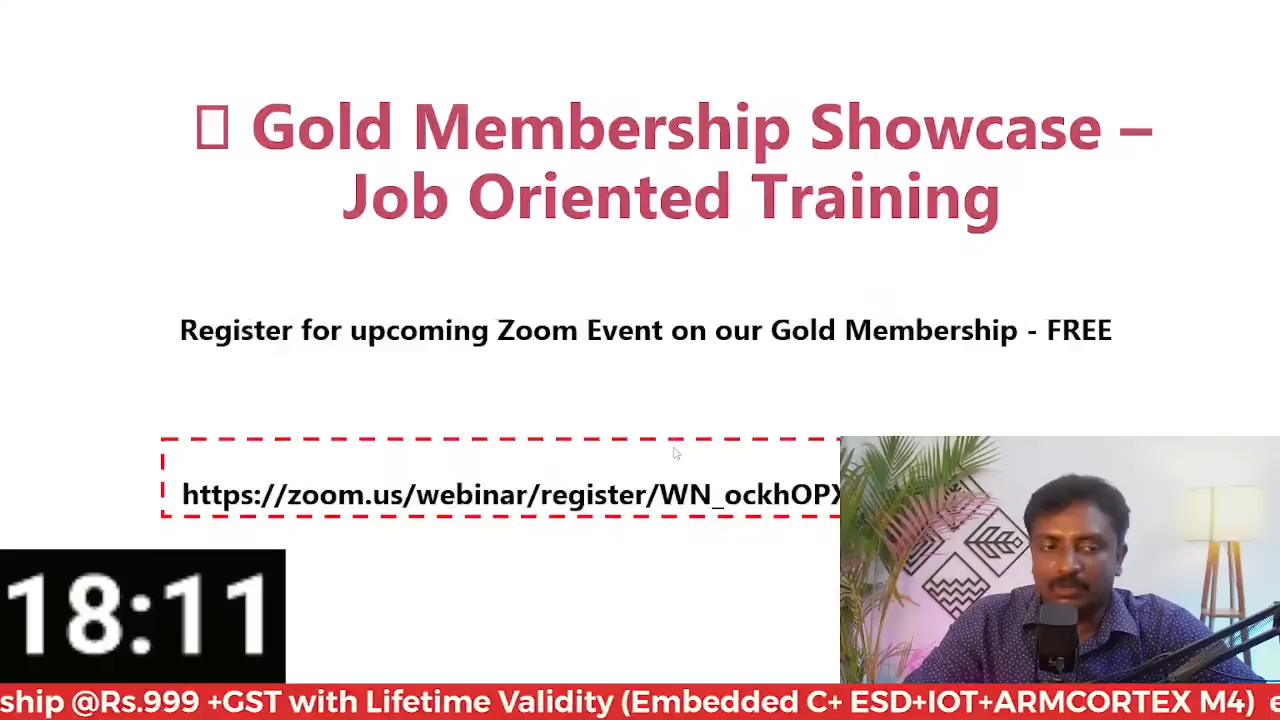 Gold Membership Showcase –
Job Oriented Training
Register for upcoming Zoom Event on our Gold Membership - FREE
https://zoom.us/webinar/register/WN_ockhOPX
18:11
ship @Rs.999 +GST with Lifetime Validity (Embedded C+ ESD+IOT+ARMCORTEX M4) e